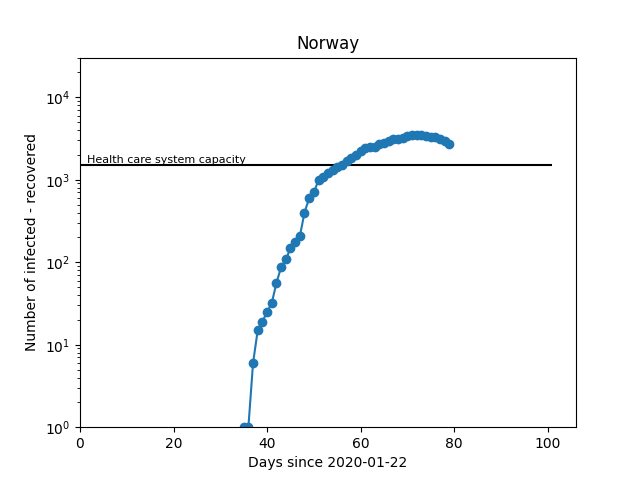 Norway
Number of infected - recovered
10^4
10^3
10^2
10^1
10^0
Health care system capacity
0 20 40 60 80 100
Days since 2020-01-22